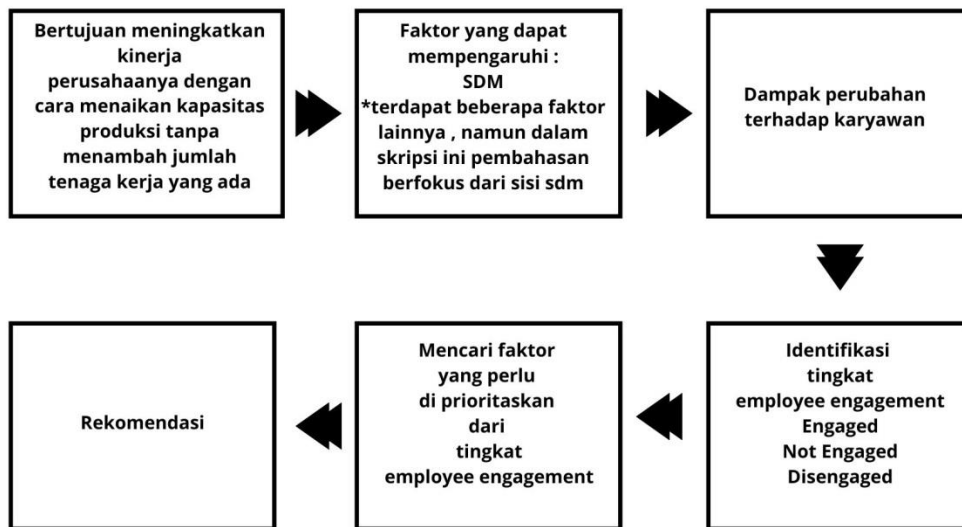 Bertujuan meningkatkan
kinerja
perusahaanya dengan
cara menaikan kapasitas
produksi tanpa
menambah jumlah
tenaga kerja yang ada
Faktor yang dapat
mempengaruhi :
SDM
*terdapat beberapa faktor
lainnya , namun dalam
skripsi ini pembahasan
berfokus dari sisi sdm
Dampak perubahan
terhadap karyawan
Identifikasi
tingkat
employee engagement
Engaged
Not Engaged
Disengaged
Mencari faktor
yang perlu
di prioritaskan
dari
tingkat
employee engagement
Rekomendasi